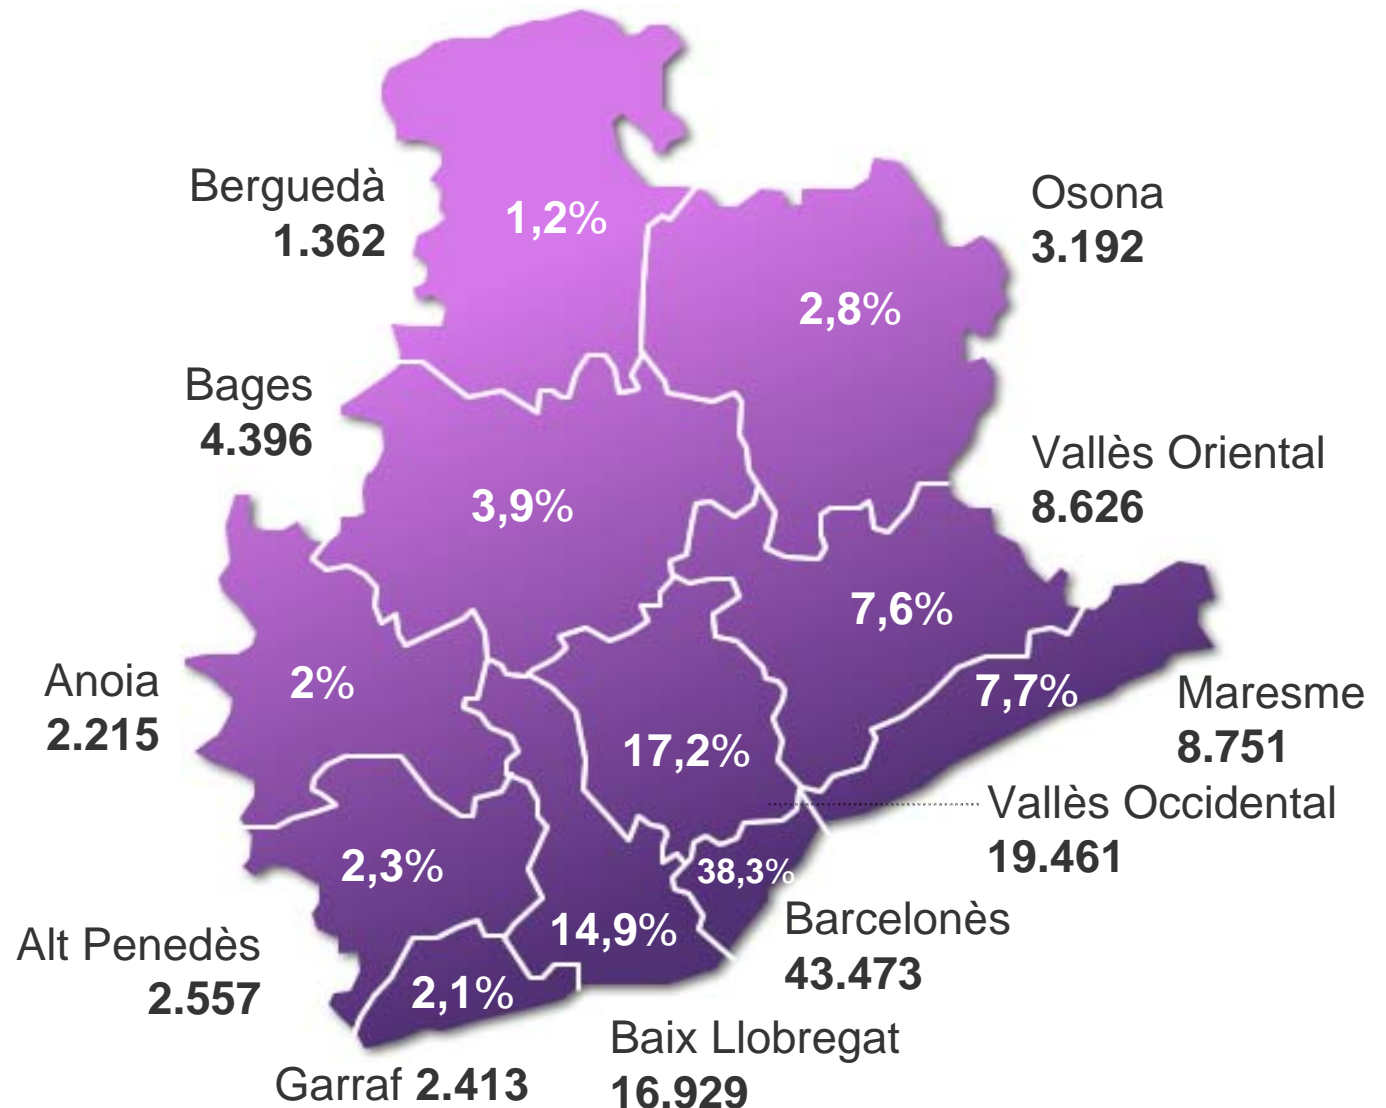 Berguedà
1.362
1,2%
Osona
3.192
2,8%
Bages
4.396
3,9%
Vallès Oriental
8.626
7,6%
Anoia
2.215
2%
7,7%
Maresme
8.751
17,2%
Vallès Occidental
19.461
2,3%
38,3%
Barcelonès
43.473
14,9%
Alt Penedès
2.557
2,1%
Baix Llobregat
16.929
Garraf 2.413